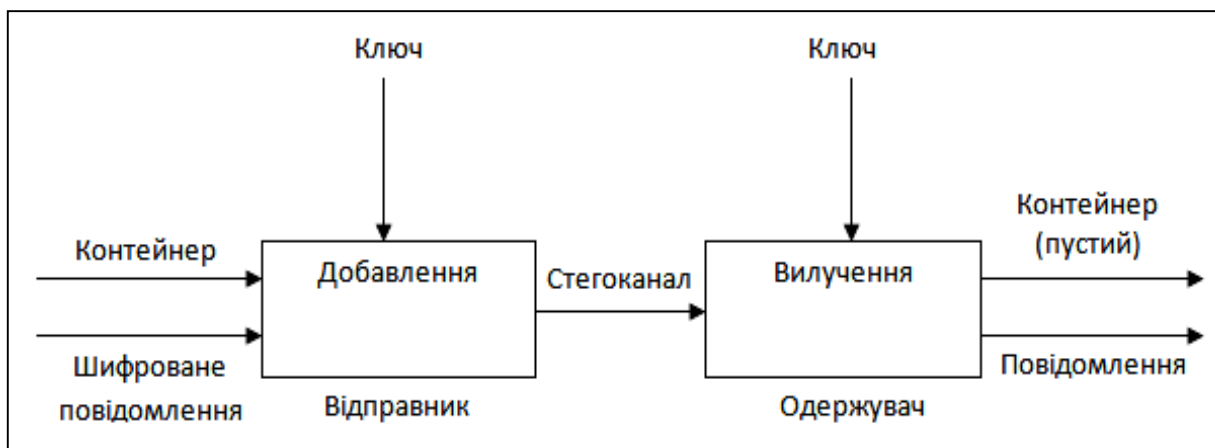 Ключ
Ключ
Контейнер
Добавлення
Стегоканал
Вилучення
Контейнер
(пустий)
Шифроване
повідомлення
Відправник
Одержувач
Повідомлення